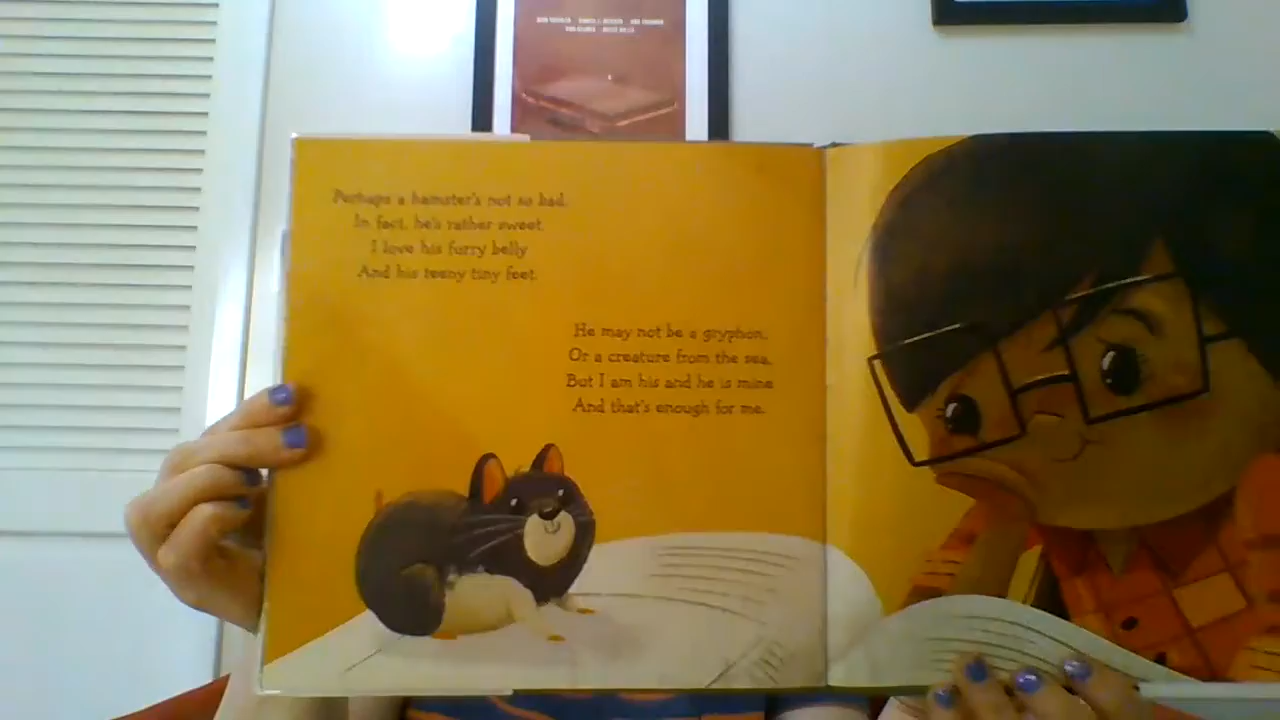 Perhaps a hamster's not so bad.
In fact, he's rather sweet.
I love his furry belly
And his teeny tiny feet.
He may not be a gryphon,
Or a creature from the sea,
But I am his and he is mine
And that's enough for me.